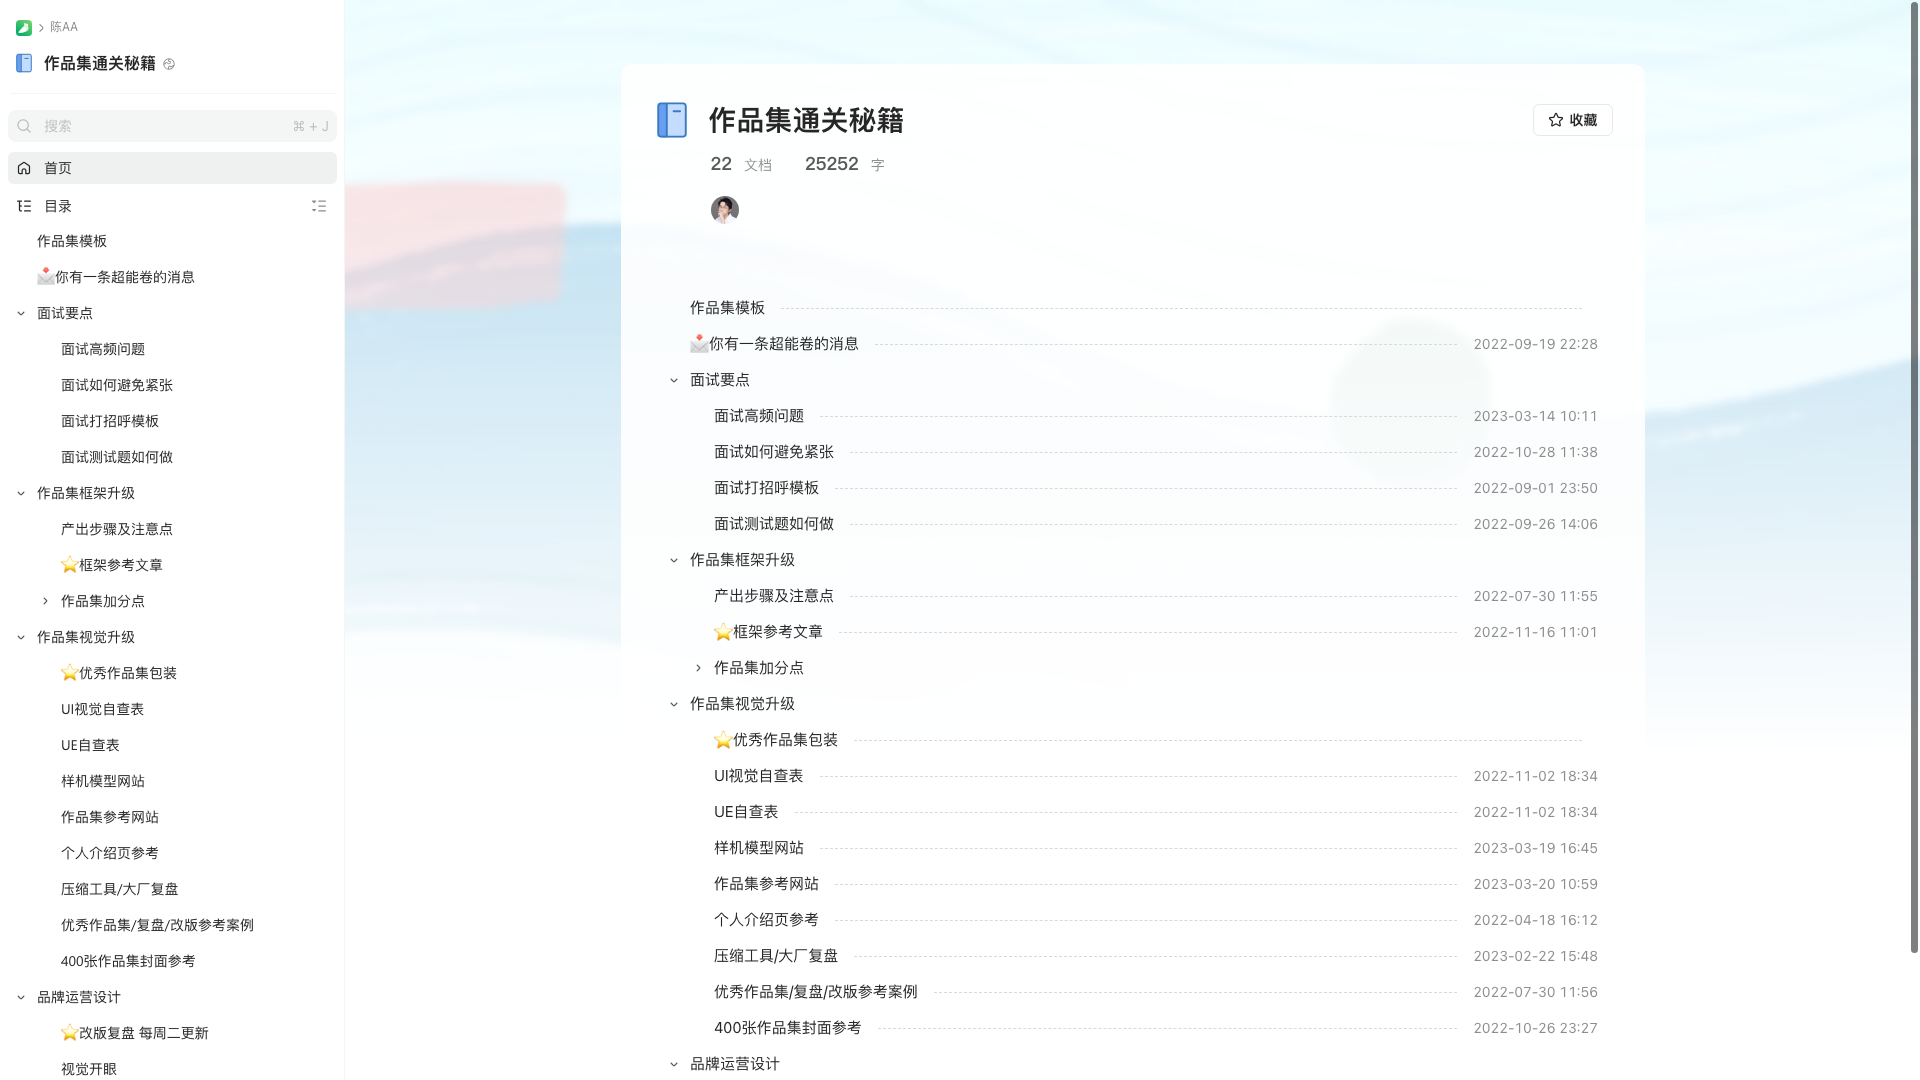 陈AA
作品集通关秘籍
搜索 ⌘ + J
首页
目录
作品集模板
你有一条超能卷的消息
面试要点
面试高频问题
面试如何避免紧张
面试打招呼模板
面试测试题如何做
作品集框架升级
产出步骤及注意点
⭐框架参考文章
作品集加分点
作品集视觉升级
⭐优秀作品集包装
UI视觉自查表
UE自查表
样机模型网站
作品集参考网站
个人介绍页参考
压缩工具/大厂复盘
优秀作品集/复盘/改版参考案例
400张作品集封面参考
品牌运营设计
⭐改版复盘 每周二更新
视觉开眼
作品集通关秘籍
收藏
22 文档 25252 字
作品集模板
你有一条超能卷的消息 2022-09-19 22:28
面试要点
面试高频问题 2023-03-14 10:11
面试如何避免紧张 2022-10-28 11:38
面试打招呼模板 2022-09-01 23:50
面试测试题如何做 2022-09-26 14:06
作品集框架升级
产出步骤及注意点 2022-07-30 11:55
⭐框架参考文章 2022-11-16 11:01
作品集加分点
作品集视觉升级
⭐优秀作品集包装
UI视觉自查表 2022-11-02 18:34
UE自查表 2022-11-02 18:34
样机模型网站 2023-03-19 16:45
作品集参考网站 2023-03-20 10:59
个人介绍页参考 2022-04-18 16:12
压缩工具/大厂复盘 2023-02-22 15:48
优秀作品集/复盘/改版参考案例 2022-07-30 11:56
400张作品集封面参考 2022-10-26 23:27
品牌运营设计